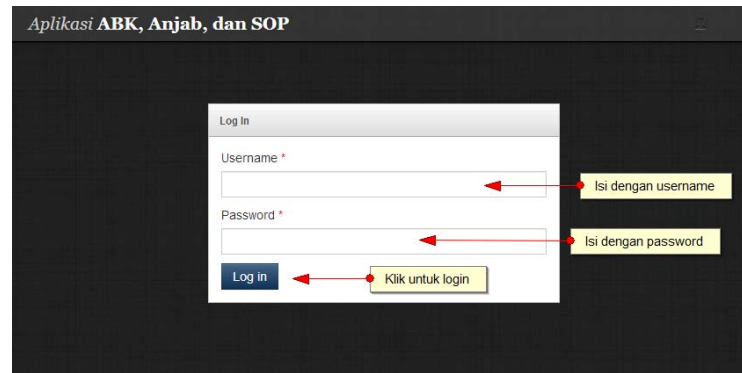 Aplikasi ABK, Anjab, dan SOP
Log In
Username *
Isi dengan username
Password *
Isi dengan password
Log in
Klik untuk login